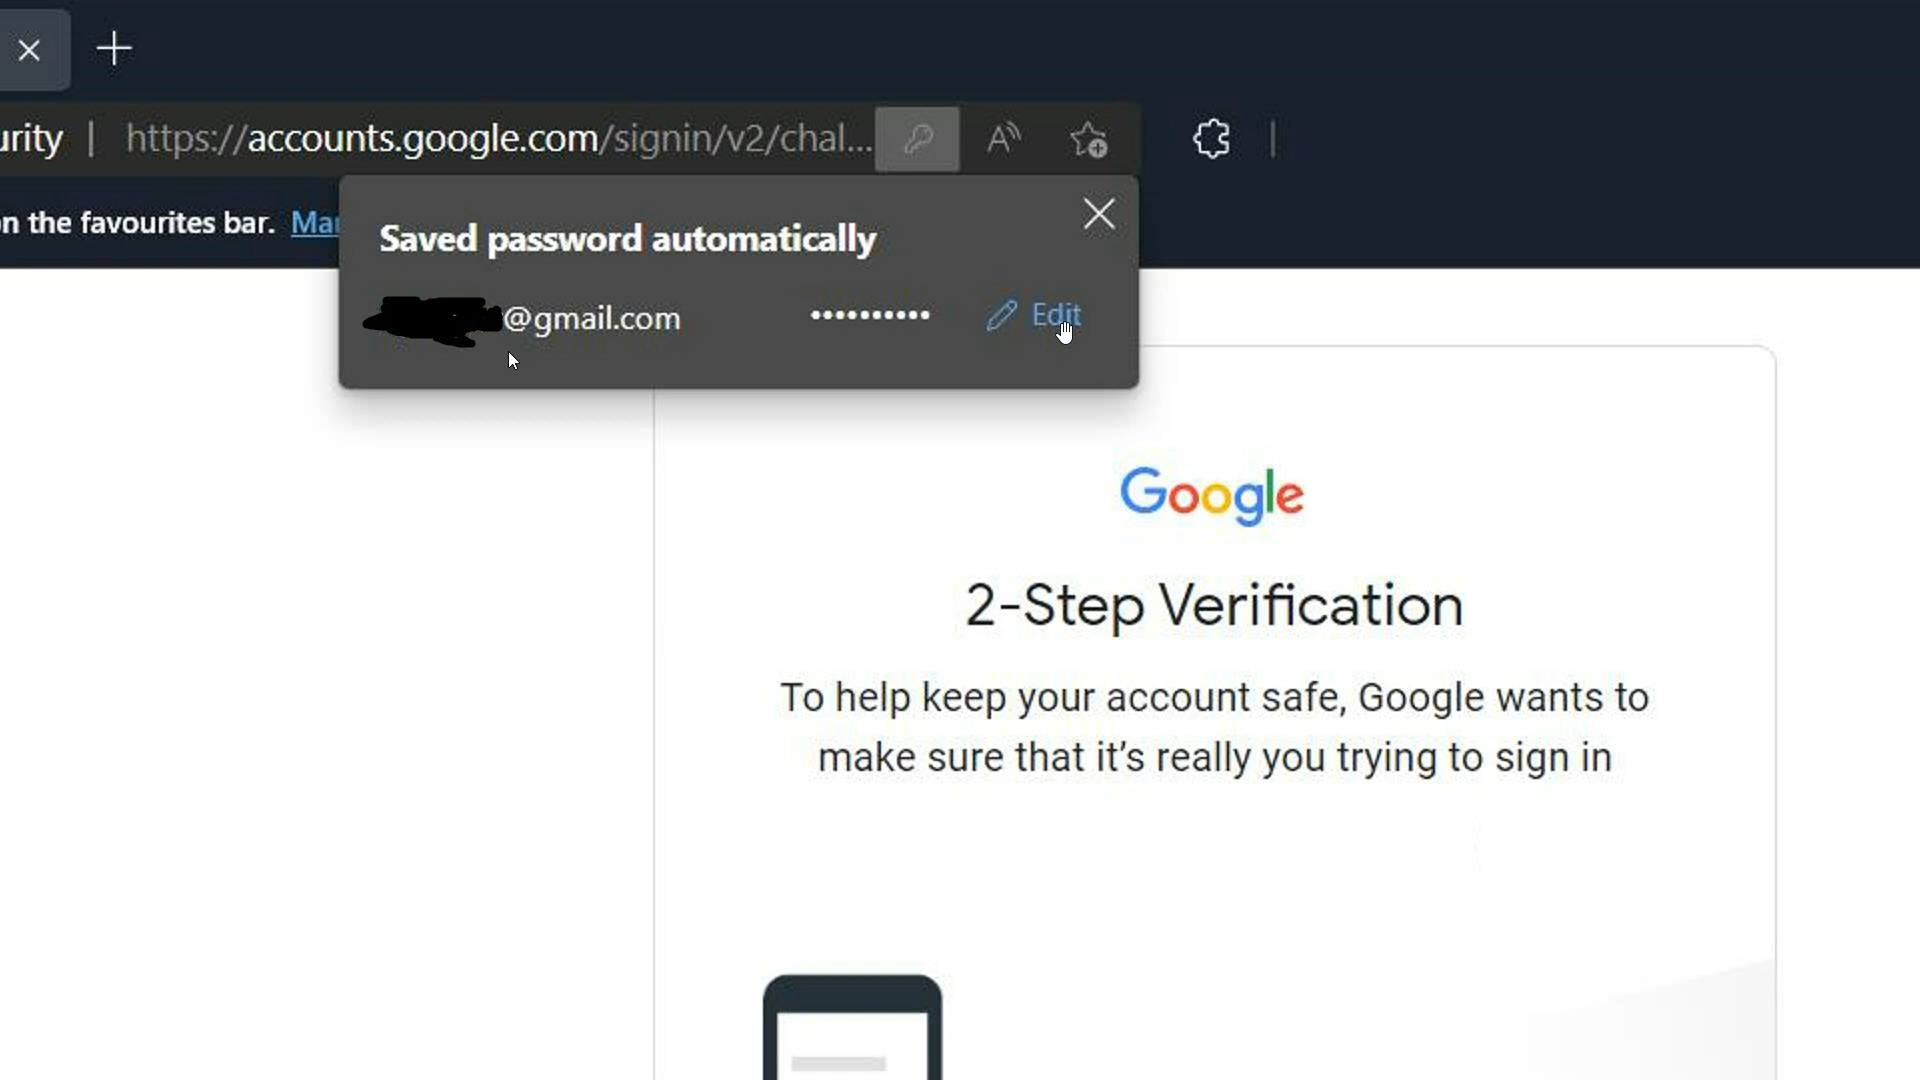 urity | https://accounts.google.com/signin/v2/chal...
n the favourites bar. Mar
Saved password automatically
@gmail.com •••••••••• Edit
Google
2-Step Verification
To help keep your account safe, Google wants to
make sure that it’s really you trying to sign in